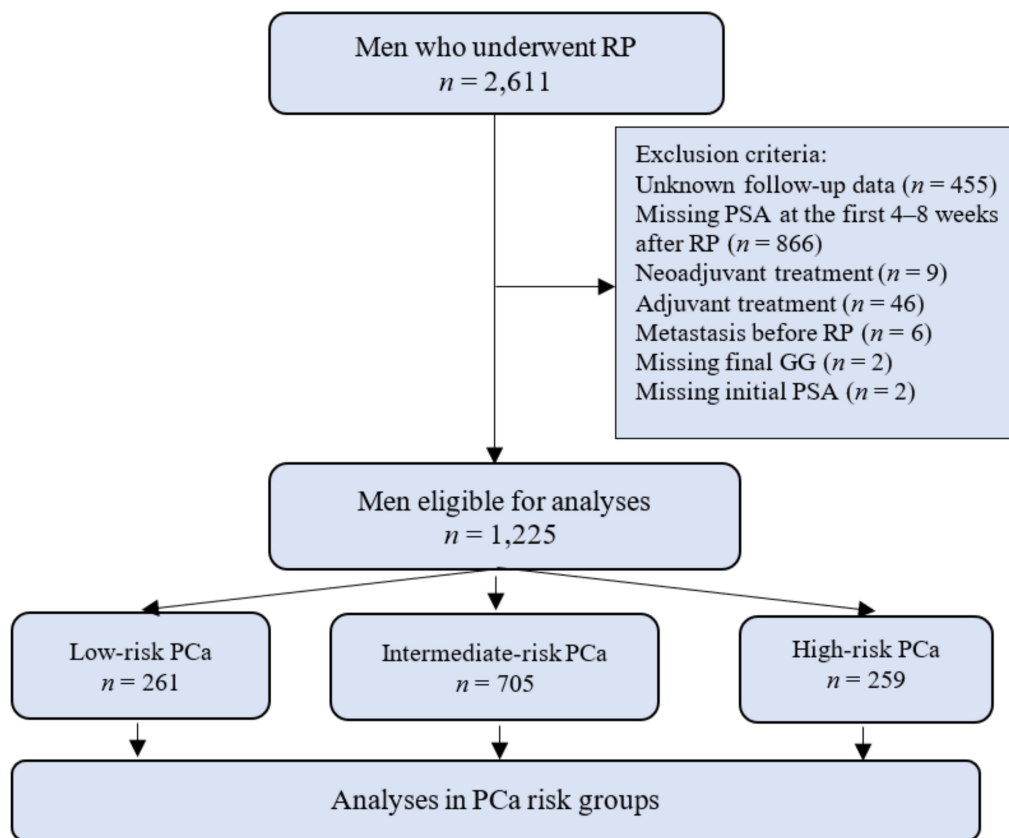 Men who underwent RP
n = 2,611
Exclusion criteria:
Unknown follow-up data (n = 455)
Missing PSA at the first 4–8 weeks
after RP (n = 866)
Neoadjuvant treatment (n = 9)
Adjuvant treatment (n = 46)
Metastasis before RP (n = 6)
Missing final GG (n = 2)
Missing initial PSA (n = 2)
Men eligible for analyses
n = 1,225
Low-risk PCa
n = 261
Intermediate-risk PCa
n = 705
High-risk PCa
n = 259
Analyses in PCa risk groups